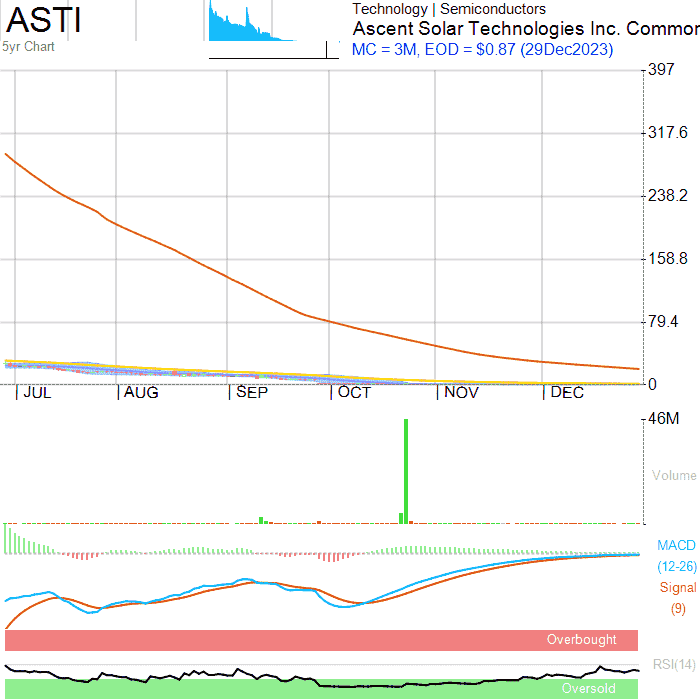 ASTI
5yr Chart
Technology | Semiconductors
Ascent Solar Technologies Inc. Common
MC = 3M, EOD = $0.87 (29Dec2023)
397
317.6
238.2
158.8
79.4
0
JUL AUG SEP OCT NOV DEC
46M
Volume
MACD
(12-26)
Signal
(9)
Overbought
RSI(14)
Oversold